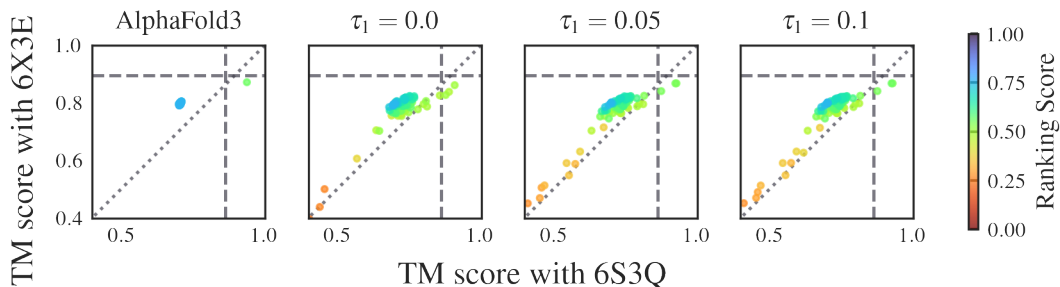 AlphaFold3
τ₁ = 0.0
τ₁ = 0.05
τ₁ = 0.1
TM score with 6X3E
1.0
0.8
0.6
0.4
0.5 1.0
0.5 1.0
0.5 1.0
0.5 1.0
TM score with 6S3Q
1.00
0.75
0.50
0.25
0.00
Ranking Score